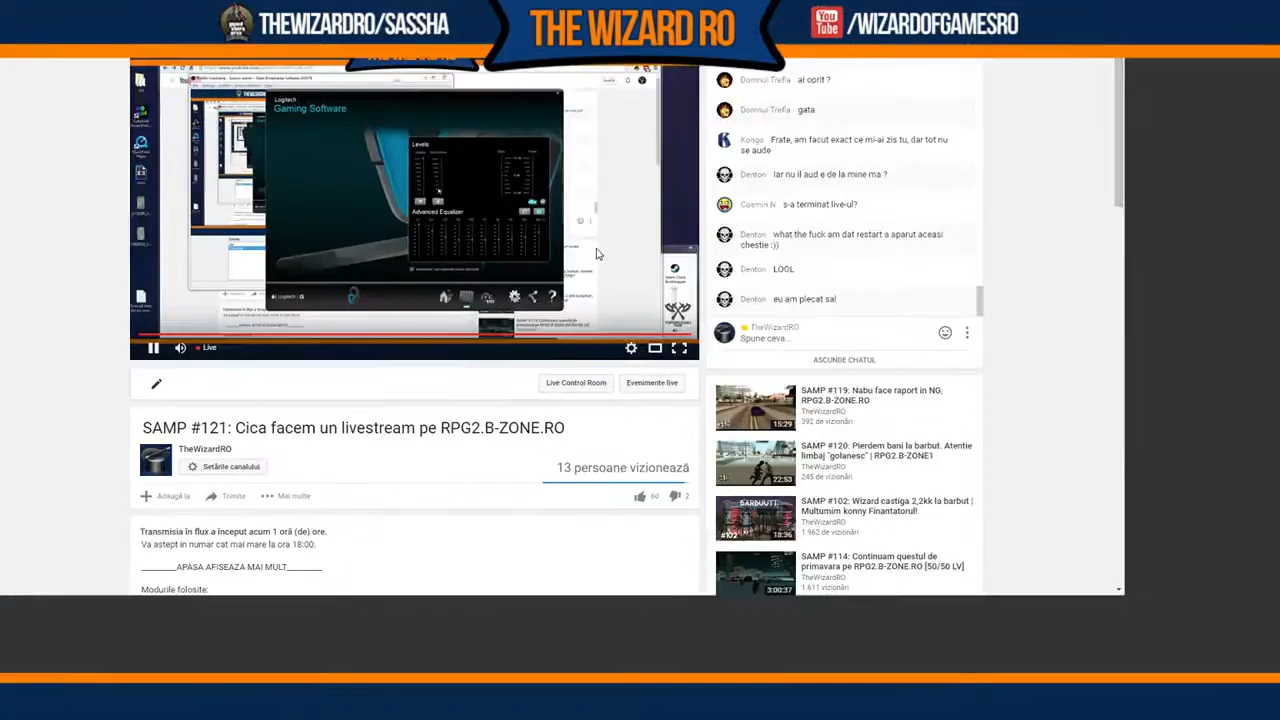 THEWIZARDRO/SASSHA
THE WIZARD RO
You Tube
/WIZARDOFGAMESRO
Logitech
Gaming Software
Levels
Advanced Equalizer
Live
Domnul Trefla ai oprit ?
Domnul Trefla gata
Kongo Frate, am facut exact ce mi-ai zis tu, dar tot nu
se aude
Denton Iar nu il aud e de la mine ma ?
Cosmin N s-a terminat live-ul?
Denton what the fuck am dat restart a aparut aceasi
chestie :))
Denton LOOL
Denton eu am plecat sal
TheWizardRO
Spune ceva...
ASCUNDE CHATUL
Live Control Room
Evenimente live
SAMP #121: Cica facem un livestream pe RPG2.B-ZONE.RO
TheWizardRO
Setările canalului
13 persoane vizionează
Adaugă la
Trimite
Mai multe
60
2
Transmisia în flux a început acum 1 oră (de) ore.
Va astept in numar cat mai mare la ora 18:00.
________APASA AFISEAZA MAI MULT________
Modurile folosite:
SAMP #119: Nabu face raport in NG,
RPG2.B-ZONE.RO
TheWizardRO
392 de vizionări
15:29
SAMP #120: Pierdem bani la barbut. Atentie
limbaj "golanesc" | RPG2.B-ZONE1
TheWizardRO
245 de vizionări
22:53
SAMP #102: Wizard castiga 2,2kk la barbut |
Multumim konny Finantatorul!
TheWizardRO
1.962 de vizionări
BARBUUTT
#102
18:36
SAMP #114: Continuam questul de
primavara pe RPG2.B-ZONE.RO [50/50 LV]
TheWizardRO
1.611 vizionări
3:00:37